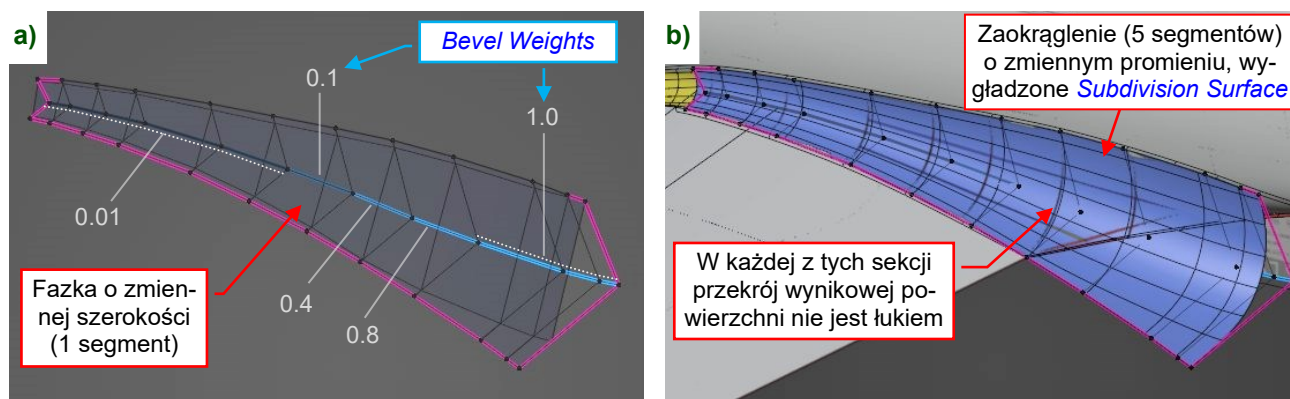 a)
Bevel Weights
0.1
1.0
0.01
0.4
0.8
Fazka o zmien-
nej szerokości
(1 segment)
b)
Zaokrąglenie (5 segmentów)
o zmiennym promieniu, wy-
gładzone Subdivision Surface
W każdej z tych sekcji
przekrój wynikowej po-
wierzchni nie jest łukiem